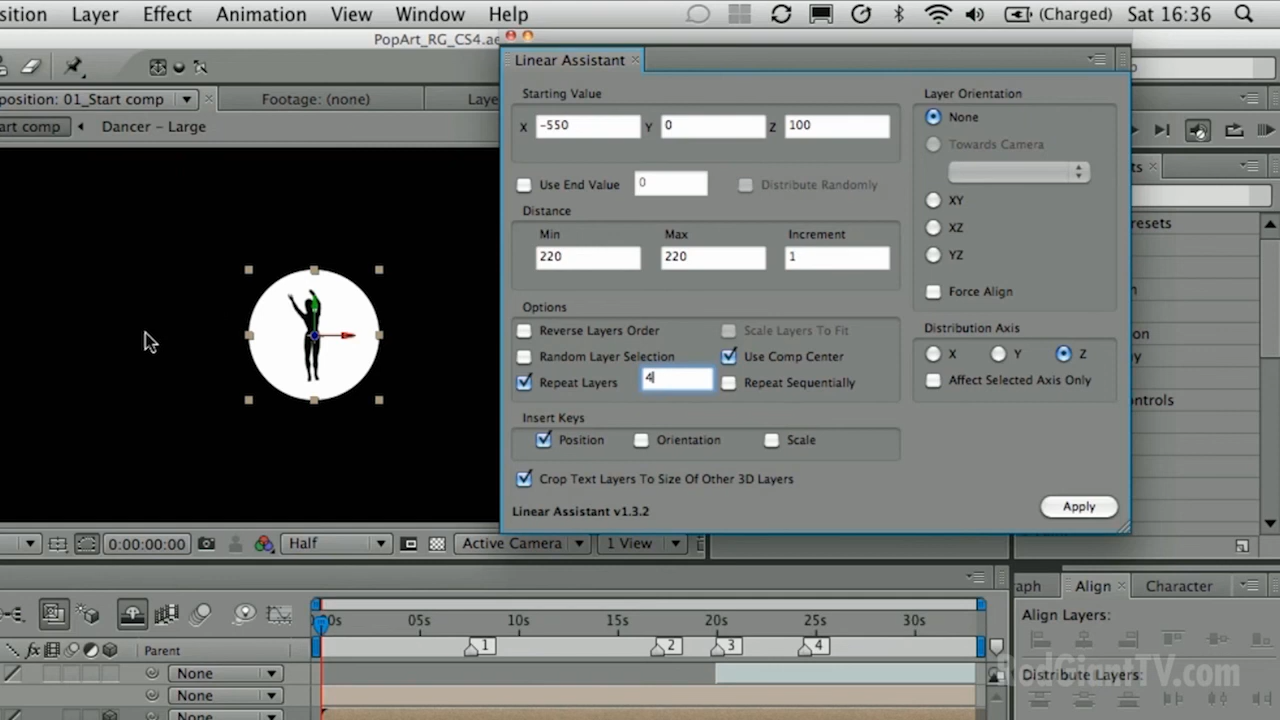 sition Layer Effect Animation View Window Help (Charged) Sat 16:36
PopArt_RG_CS4.ae
Linear Assistant
position: 01_Start comp Footage: (none) Laye
art comp Dancer – Large
Starting Value
X -550 Y 0 Z 100
Use End Value 0 Distribute Randomly
Distance
Min Max Increment
220 220 1
Options
Reverse Layers Order Scale Layers To Fit
Random Layer Selection Use Comp Center
Repeat Layers 4 Repeat Sequentially
Insert Keys
Position Orientation Scale
Crop Text Layers To Size Of Other 3D Layers
Linear Assistant v1.3.2
Layer Orientation
None
Towards Camera
XY
XZ
YZ
Force Align
Distribution Axis
X Y Z
Affect Selected Axis Only
Apply
ts
resets
ion
ontrols
0:00:00:00 Half Active Camera 1 View
aph Align Character
Align Layers:
Distribute Layers:
00s 05s 10s 15s 20s 25s 30s
1 2 3 4
fx Parent
None
None
None
RedGiantTV.com